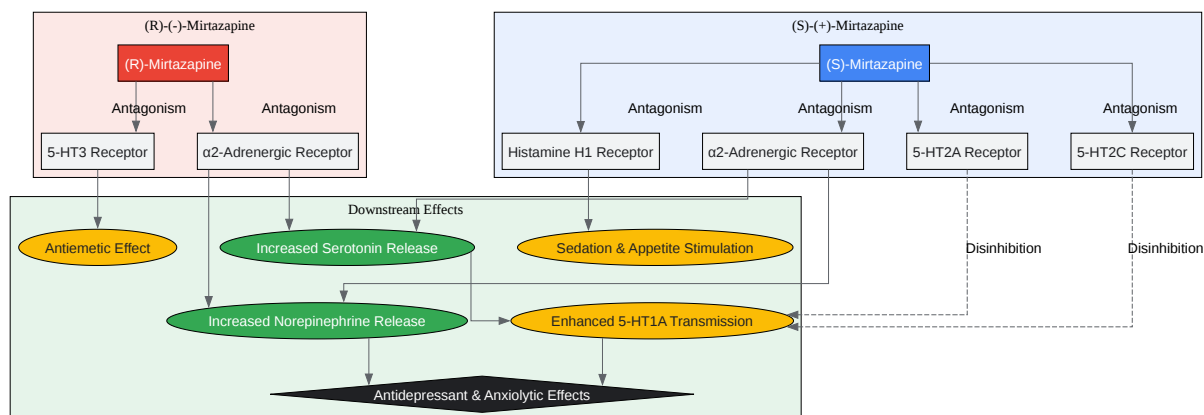 (R)-(-)-Mirtazapine
(S)-(+)-Mirtazapine
(R)-Mirtazapine
(S)-Mirtazapine
Antagonism
Antagonism
Antagonism
Antagonism
Antagonism
Antagonism
5-HT3 Receptor
α2-Adrenergic Receptor
Histamine H1 Receptor
α2-Adrenergic Receptor
5-HT2A Receptor
5-HT2C Receptor
Downstream Effects
Antiemetic Effect
Increased Serotonin Release
Sedation & Appetite Stimulation
Disinhibition
Disinhibition
Increased Norepinephrine Release
Enhanced 5-HT1A Transmission
Antidepressant & Anxiolytic Effects